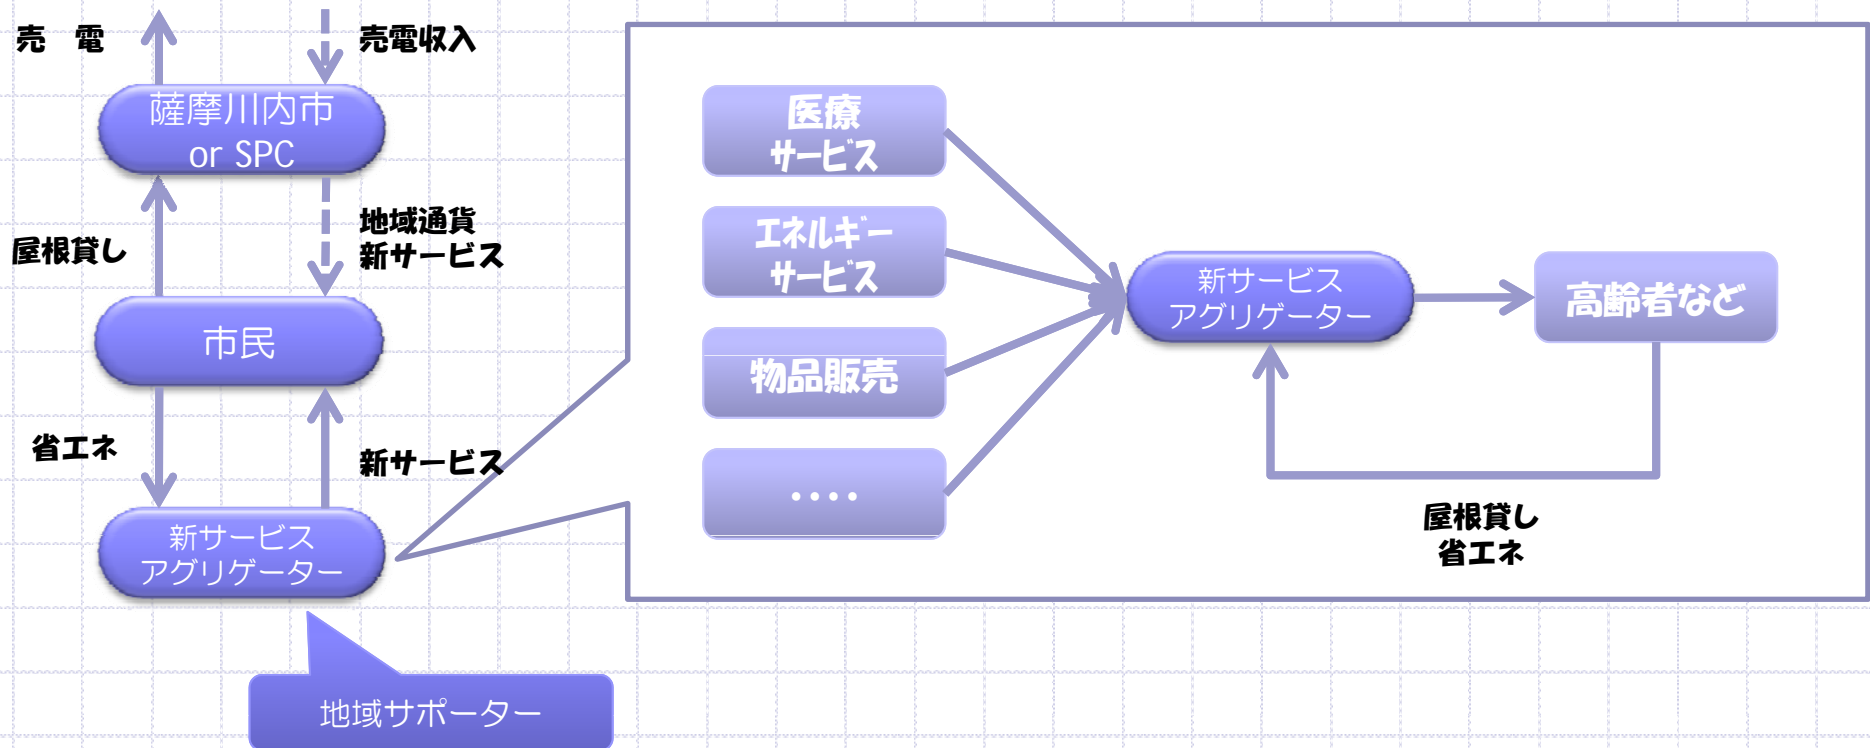 売　電
売電収入
薩摩川内市
or SPC
屋根貸し
地域通貨
新サービス
市民
省エネ
新サービス
新サービス
アグリゲーター
地域サポーター
医療
サービス
エネルギー
サービス
物品販売
・・・・
新サービス
アグリゲーター
高齢者など
屋根貸し
省エネ